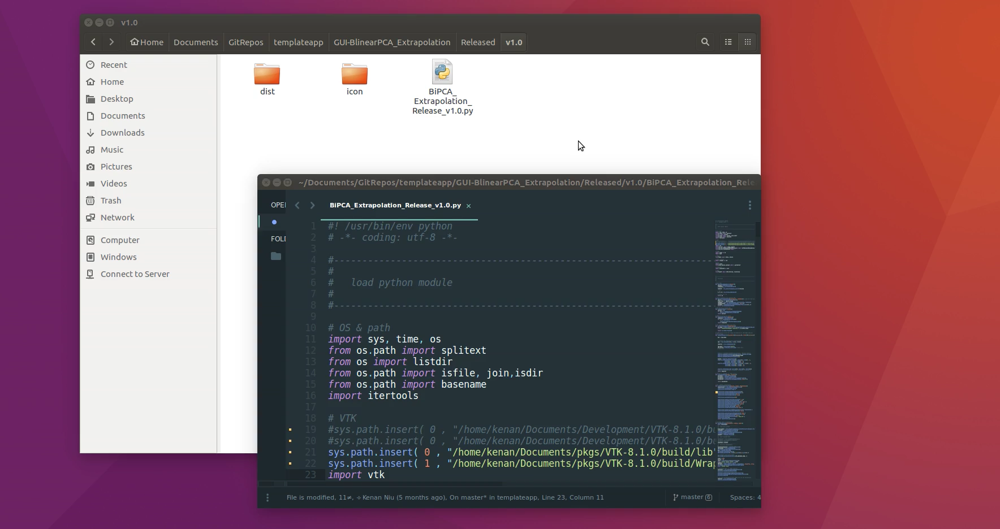 v1.0
Home Documents GitRepos templateapp GUI-BlinearPCA_Extrapolation Released v1.0
Recent
Home
Desktop
Documents
Downloads
Music
Pictures
Videos
Trash
Network
Computer
Windows
Connect to Server
dist
icon
BiPCA_
Extrapolation_
Release_v1.0.py
~/Documents/GitRepos/templateapp/GUI-BlinearPCA_Extrapolation/Released/v1.0/BiPCA_Extrapolation_Rele
OPE
FOL
BiPCA_Extrapolation_Release_v1.0.py ×
1 #! /usr/bin/env python
2 # -*- coding: utf-8 -*-
3
4 #--------------------------------------------------------------------
5 #
6 #   load python module
7 #
8 #--------------------------------------------------------------------
9
10 # OS & path
11 import sys, time, os
12 from os.path import splitext
13 from os import listdir
14 from os.path import isfile, join,isdir
15 from os.path import basename
16 import itertools
17
18 # VTK
19 #sys.path.insert( 0 , "/home/kenan/Documents/Development/VTK-8.1.0/bu
20 #sys.path.insert( 0 , "/home/kenan/Documents/Development/VTK-8.1.0/bu
21 sys.path.insert( 0 , "/home/kenan/Documents/pkgs/VTK-8.1.0/build/lib"
22 sys.path.insert( 1 , "/home/kenan/Documents/pkgs/VTK-8.1.0/build/Wrap
23 import vtk
File is modified, 11≠, ✧Kenan Niu (5 months ago), On master* in templateapp, Line 23, Column 11
master 6
Spaces: 4